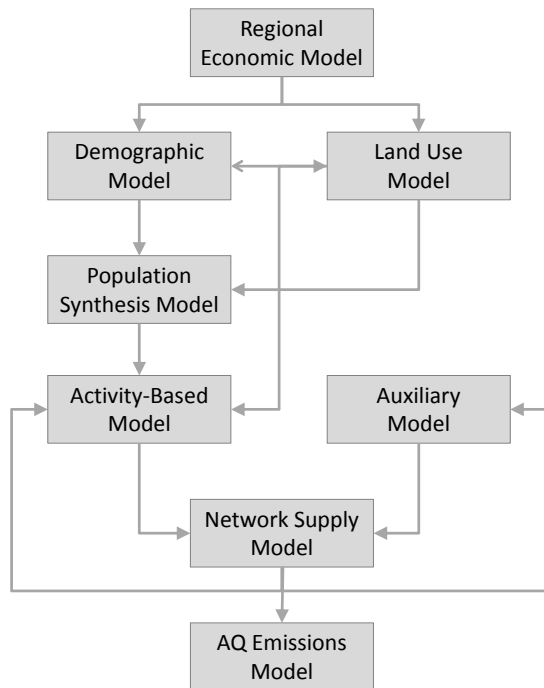 Regional
Economic Model
Demographic
Model
Land Use
Model
Population
Synthesis Model
Activity-Based
Model
Auxiliary
Model
Network Supply
Model
AQ Emissions
Model